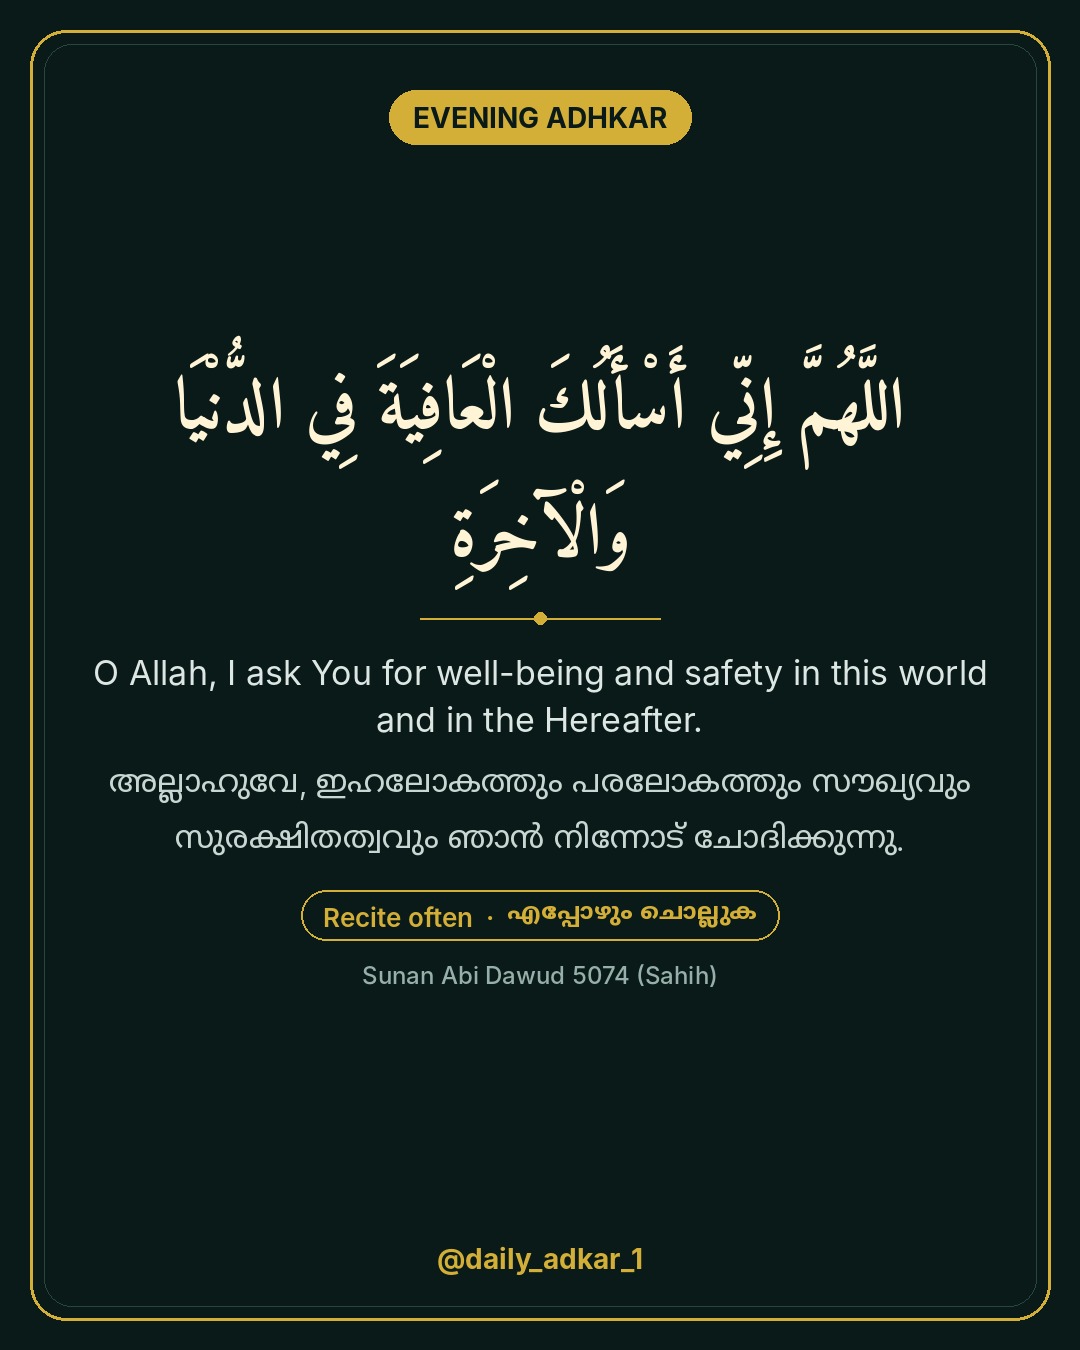 EVENING ADHKAR
اللَّهُمَّ إِنِّي أَسْأَلُكَ الْعَافِيَةَ فِي الدُّنْيَا
وَالْآخِرَةِ
O Allah, I ask You for well-being and safety in this world
and in the Hereafter.
അല്ലാഹുവേ, ഇഹലോകത്തും പരലോകത്തും സൗഖ്യവും
സുരക്ഷിതത്വവും ഞാൻ നിന്നോട് ചോദിക്കുന്നു.
Recite often · എപ്പോഴും ചൊല്ലുക
Sunan Abi Dawud 5074 (Sahih)
@daily_adkar_1